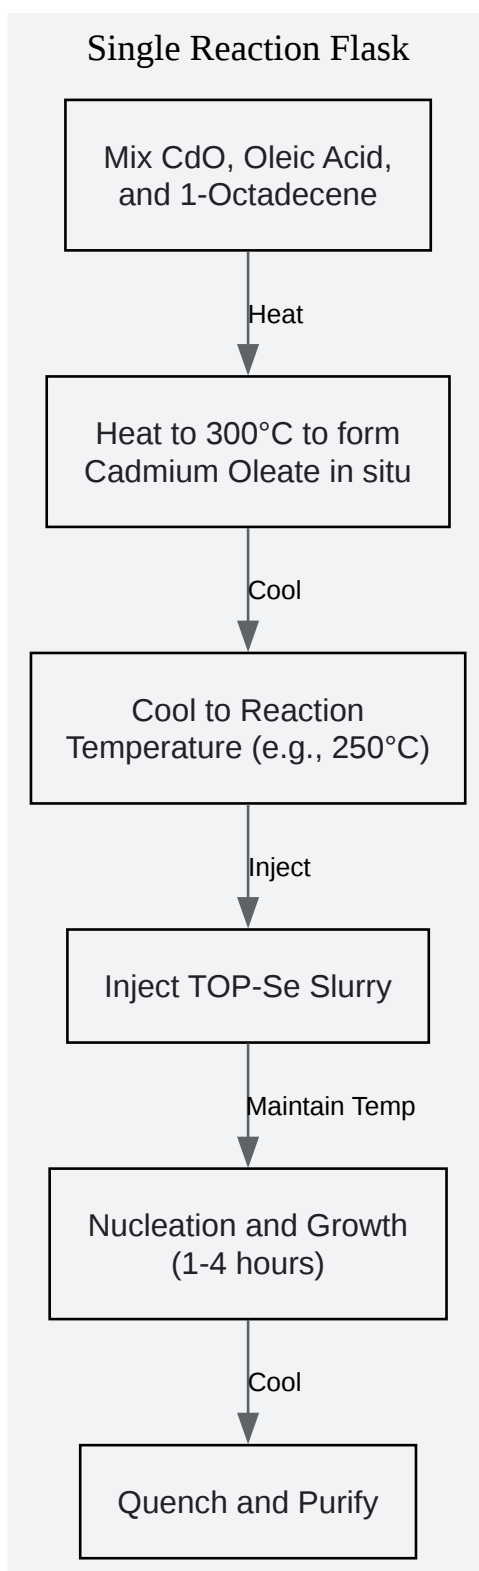 Single Reaction Flask
Mix CdO, Oleic Acid,
and 1-Octadecene
Heat
Heat to 300°C to form
Cadmium Oleate in situ
Cool
Cool to Reaction
Temperature (e.g., 250°C)
Inject
Inject TOP-Se Slurry
Maintain Temp
Nucleation and Growth
(1-4 hours)
Cool
Quench and Purify